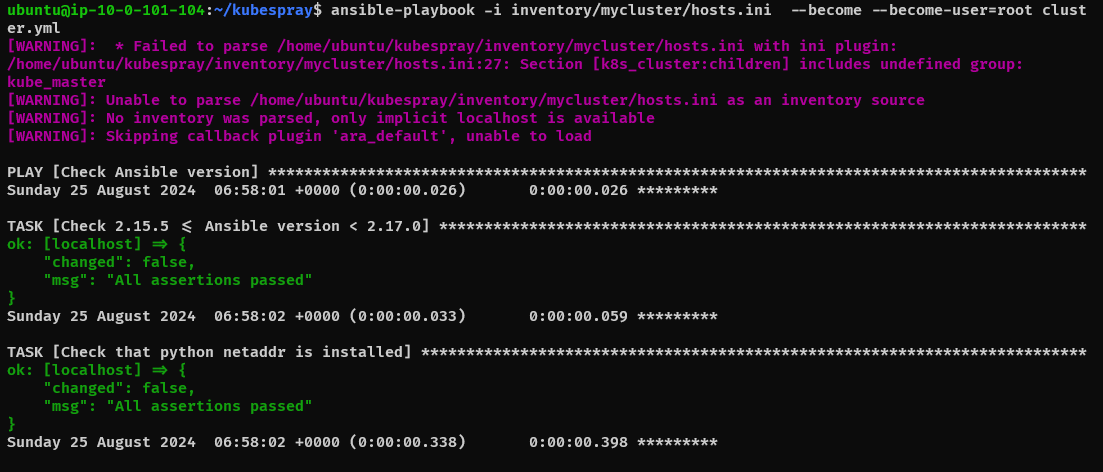 ubuntu@ip-10-0-101-104:~/kubespray$ ansible-playbook -i inventory/mycluster/hosts.ini  --become --become-user=root clust
er.yml
[WARNING]:  * Failed to parse /home/ubuntu/kubespray/inventory/mycluster/hosts.ini with ini plugin:
/home/ubuntu/kubespray/inventory/mycluster/hosts.ini:27: Section [k8s_cluster:children] includes undefined group:
kube_master
[WARNING]: Unable to parse /home/ubuntu/kubespray/inventory/mycluster/hosts.ini as an inventory source
[WARNING]: No inventory was parsed, only implicit localhost is available
[WARNING]: Skipping callback plugin 'ara_default', unable to load

PLAY [Check Ansible version] *******************************************************************************************
Sunday 25 August 2024  06:58:01 +0000 (0:00:00.026)       0:00:00.026 *********

TASK [Check 2.15.5 <= Ansible version < 2.17.0] ************************************************************************
ok: [localhost] => {
    "changed": false,
    "msg": "All assertions passed"
}
Sunday 25 August 2024  06:58:02 +0000 (0:00:00.033)       0:00:00.059 *********

TASK [Check that python netaddr is installed] **************************************************************************
ok: [localhost] => {
    "changed": false,
    "msg": "All assertions passed"
}
Sunday 25 August 2024  06:58:02 +0000 (0:00:00.338)       0:00:00.398 *********